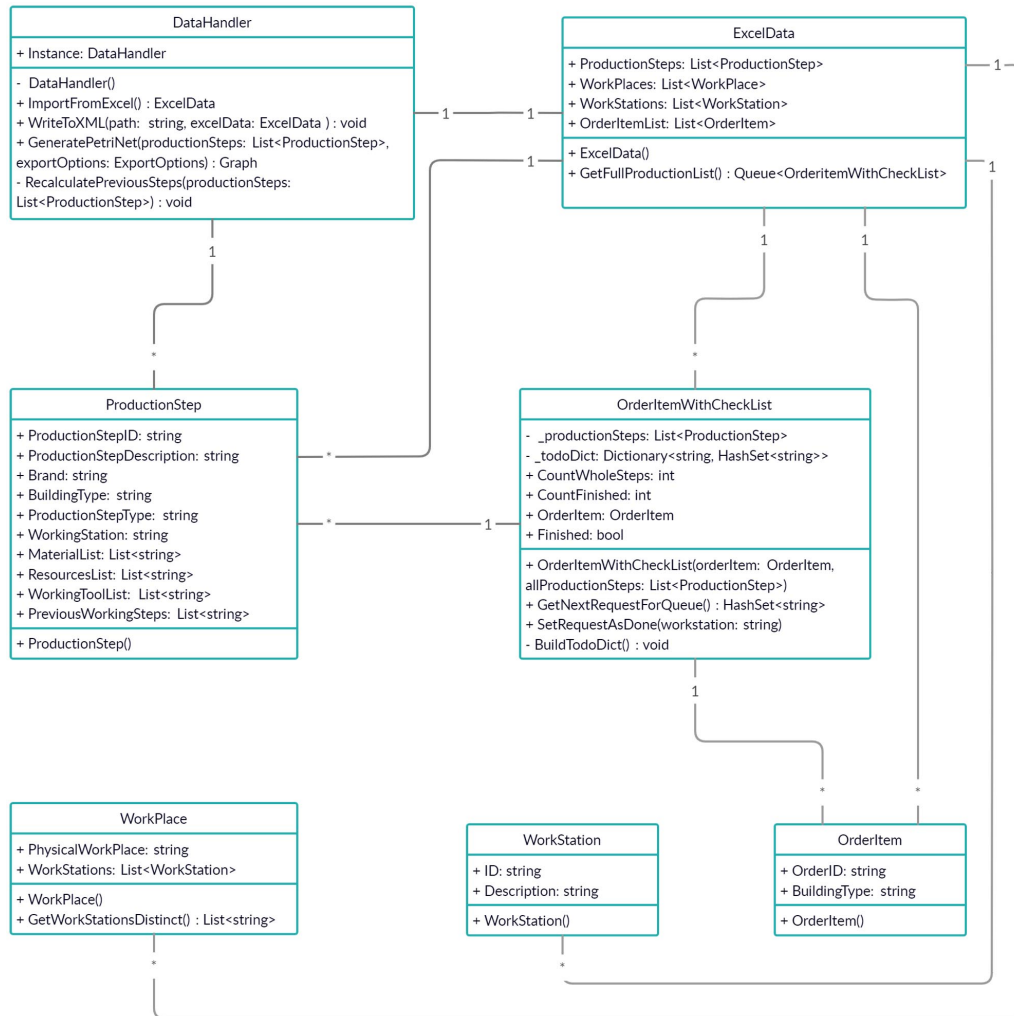 DataHandler
+ Instance: DataHandler
- DataHandler()
+ ImportFromExcel() : ExcelData
+ WriteToXML(path: string, excelData: ExcelData ) : void
+ GeneratePetriNet(productionSteps: List<ProductionStep>,
exportOptions: ExportOptions) : Graph
- RecalculatePreviousSteps(productionSteps:
List<ProductionStep>) : void
ExcelData
+ ProductionSteps: List<ProductionStep>
+ WorkPlaces: List<WorkPlace>
+ WorkStations: List<WorkStation>
+ OrderItemList: List<OrderItem>
+ ExcelData()
+ GetFullProductionList() : Queue<OrderitemWithCheckList>
1
1
1
1
1
1
1
1
*
*
ProductionStep
+ ProductionStepID: string
+ ProductionStepDescription: string
+ Brand: string
+ BuildingType: string
+ ProductionStepType: string
+ WorkingStation: string
+ MaterialList: List<string>
+ ResourcesList: List<string>
+ WorkingToolList: List<string>
+ PreviousWorkingSteps: List<string>
+ ProductionStep()
*
*
1
OrderItemWithCheckList
- _productionSteps: List<ProductionStep>
- _todoDict: Dictionary<string, HashSet<string>>
+ CountWholeSteps: int
+ CountFinished: int
+ OrderItem: OrderItem
+ Finished: bool
+ OrderItemWithCheckList(orderItem: OrderItem,
allProductionSteps: List<ProductionStep>)
+ GetNextRequestForQueue() : HashSet<string>
+ SetRequestAsDone(workstation: string)
- BuildTodoDict() : void
1
*
*
WorkPlace
+ PhysicalWorkPlace: string
+ WorkStations: List<WorkStation>
+ WorkPlace()
+ GetWorkStationsDistinct() : List<string>
*
WorkStation
+ ID: string
+ Description: string
+ WorkStation()
*
OrderItem
+ OrderID: string
+ BuildingType: string
+ OrderItem()